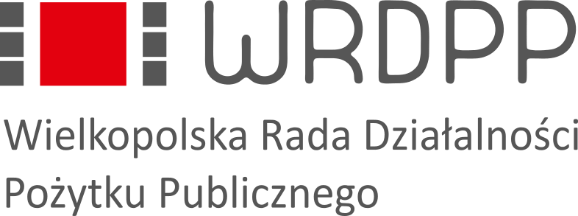 WRDPP
Wielkopolska Rada Działalności
Pożytku Publicznego